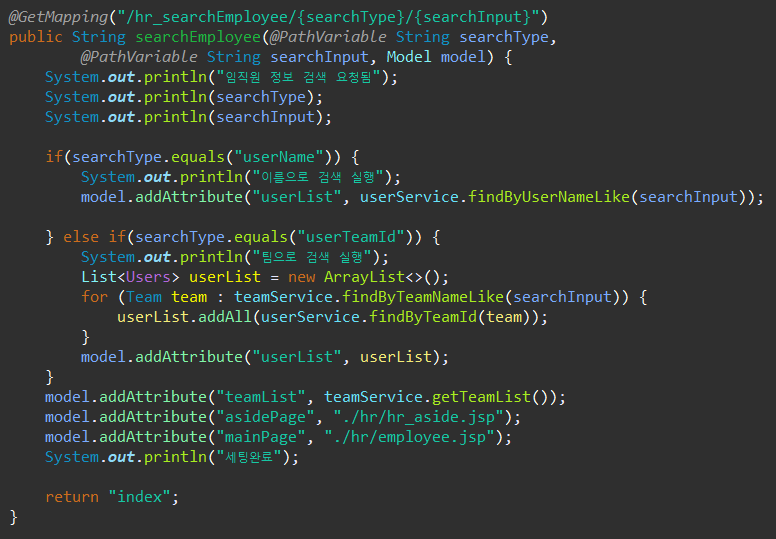 @GetMapping("/hr_searchEmployee/{searchType}/{searchInput}")
public String searchEmployee(@PathVariable String searchType,
        @PathVariable String searchInput, Model model) {
    System.out.println("임직원 정보 검색 요청됨");
    System.out.println(searchType);
    System.out.println(searchInput);

    if(searchType.equals("userName")) {
        System.out.println("이름으로 검색 실행");
        model.addAttribute("userList", userService.findByUserNameLike(searchInput));

    } else if(searchType.equals("userTeamId")) {
        System.out.println("팀으로 검색 실행");
        List<Users> userList = new ArrayList<>();
        for (Team team : teamService.findByTeamNameLike(searchInput)) {
            userList.addAll(userService.findByTeamId(team));
        }
        model.addAttribute("userList", userList);
    }
    model.addAttribute("teamList", teamService.getTeamList());
    model.addAttribute("asidePage", "./hr/hr_aside.jsp");
    model.addAttribute("mainPage", "./hr/employee.jsp");
    System.out.println("세팅완료");

    return "index";
}